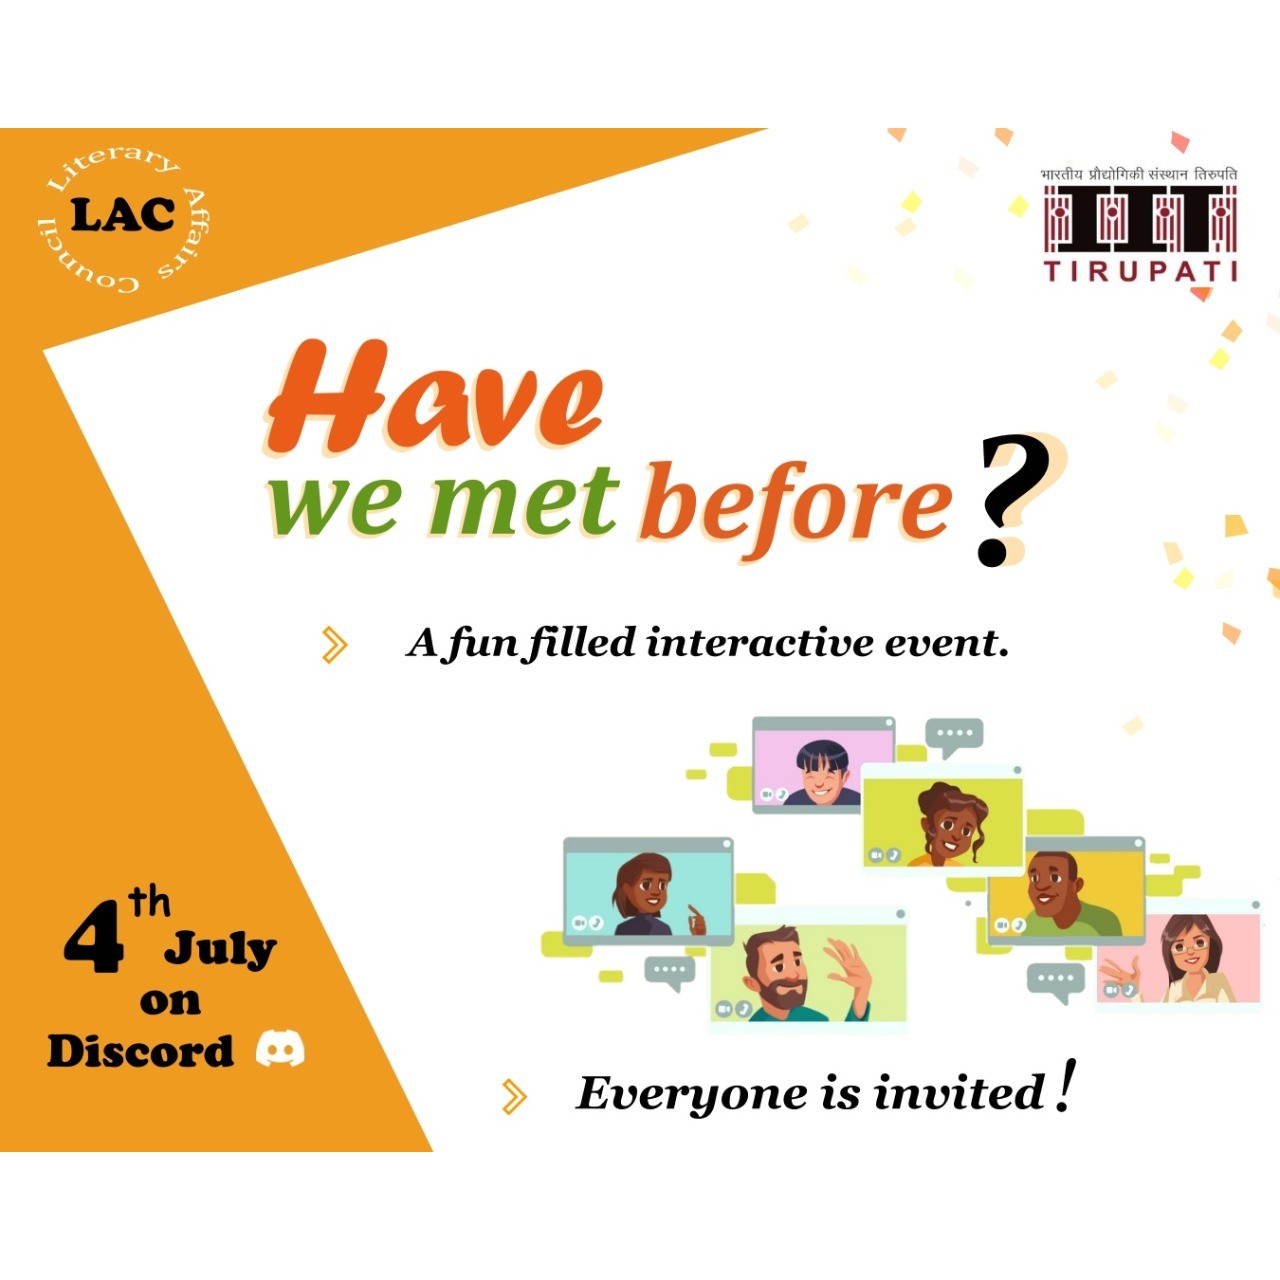 Literary Affairs Council
LAC
भारतीय प्रौद्योगिकी संस्थान तिरुपति
IIT
TIRUPATI
Have
we met before?
A fun filled interactive event.
4th
July
on
Discord
Everyone is invited!